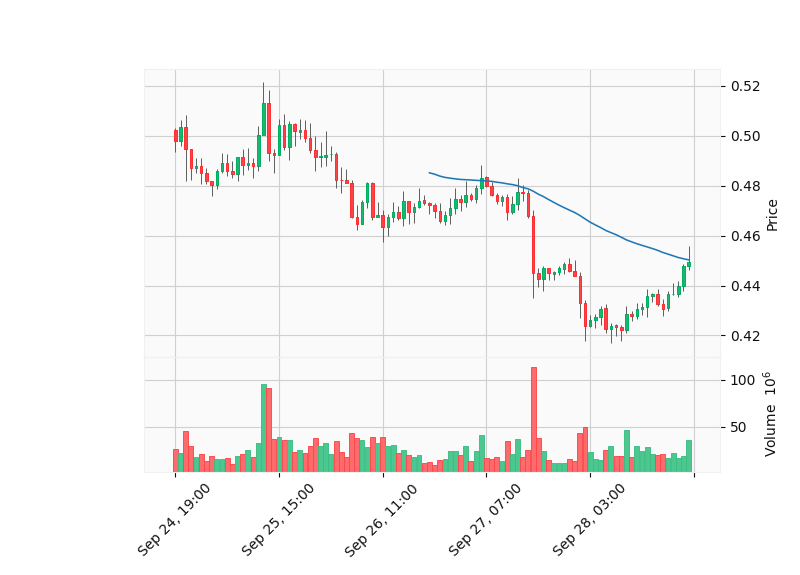 0.52
0.50
0.48
0.46
0.44
0.42
Price
100
50
Volume 10^6
Sep 24, 19:00
Sep 25, 15:00
Sep 26, 11:00
Sep 27, 07:00
Sep 28, 03:00